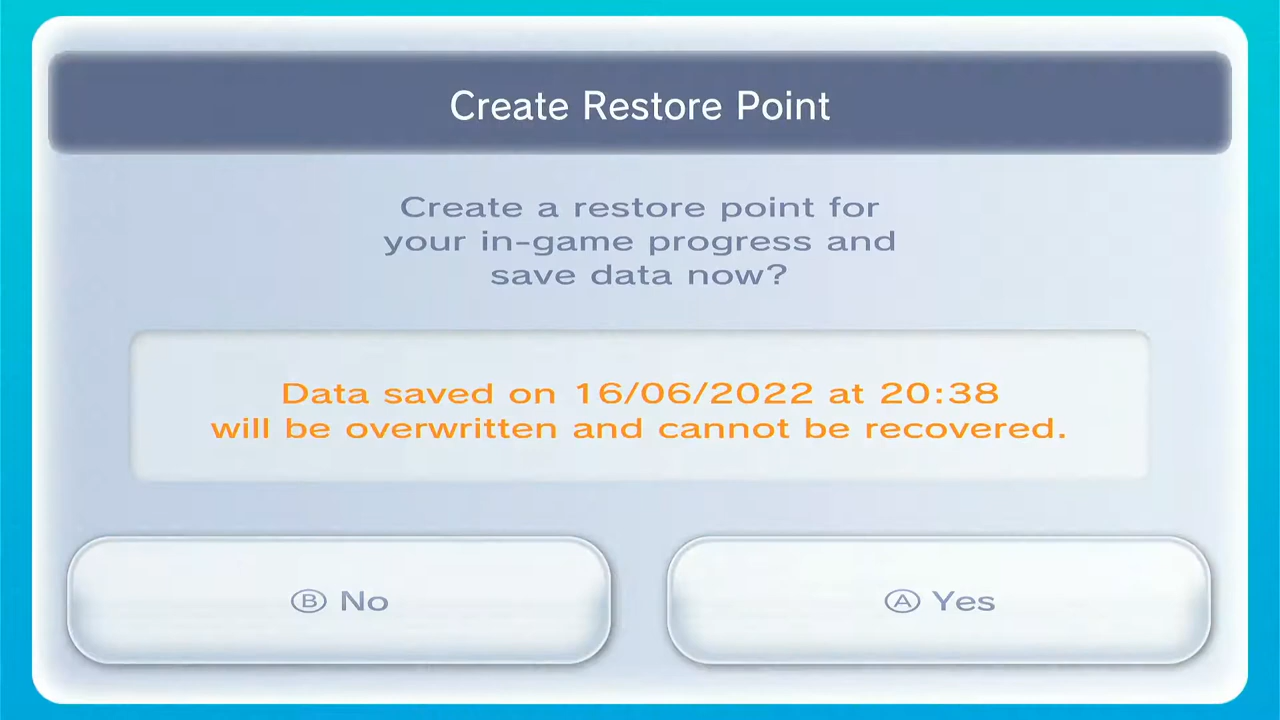 Create Restore Point
Create a restore point for
your in-game progress and
save data now?
Data saved on 16/06/2022 at 20:38
will be overwritten and cannot be recovered.
Ⓑ No
Ⓐ Yes